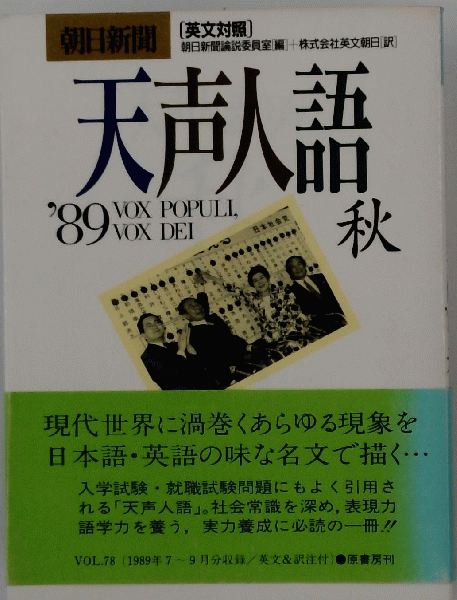 朝日新聞
〔英文対照〕
朝日新聞論説委員室[編]+株式会社英文朝日[訳]
天声人語
'89 VOX POPULI,
VOX DEI
秋
日本社会党
現代世界に渦巻くあらゆる現象を
日本語・英語の味な名文で描く…
入学試験・就職試験問題にもよく引用さ
れる「天声人語」。社会常識を深め,表現力
語学力を養う,実力養成に必読の一冊.!!
VOL.78（1989年7〜9月分収録／英文&訳注付）●原書房刊